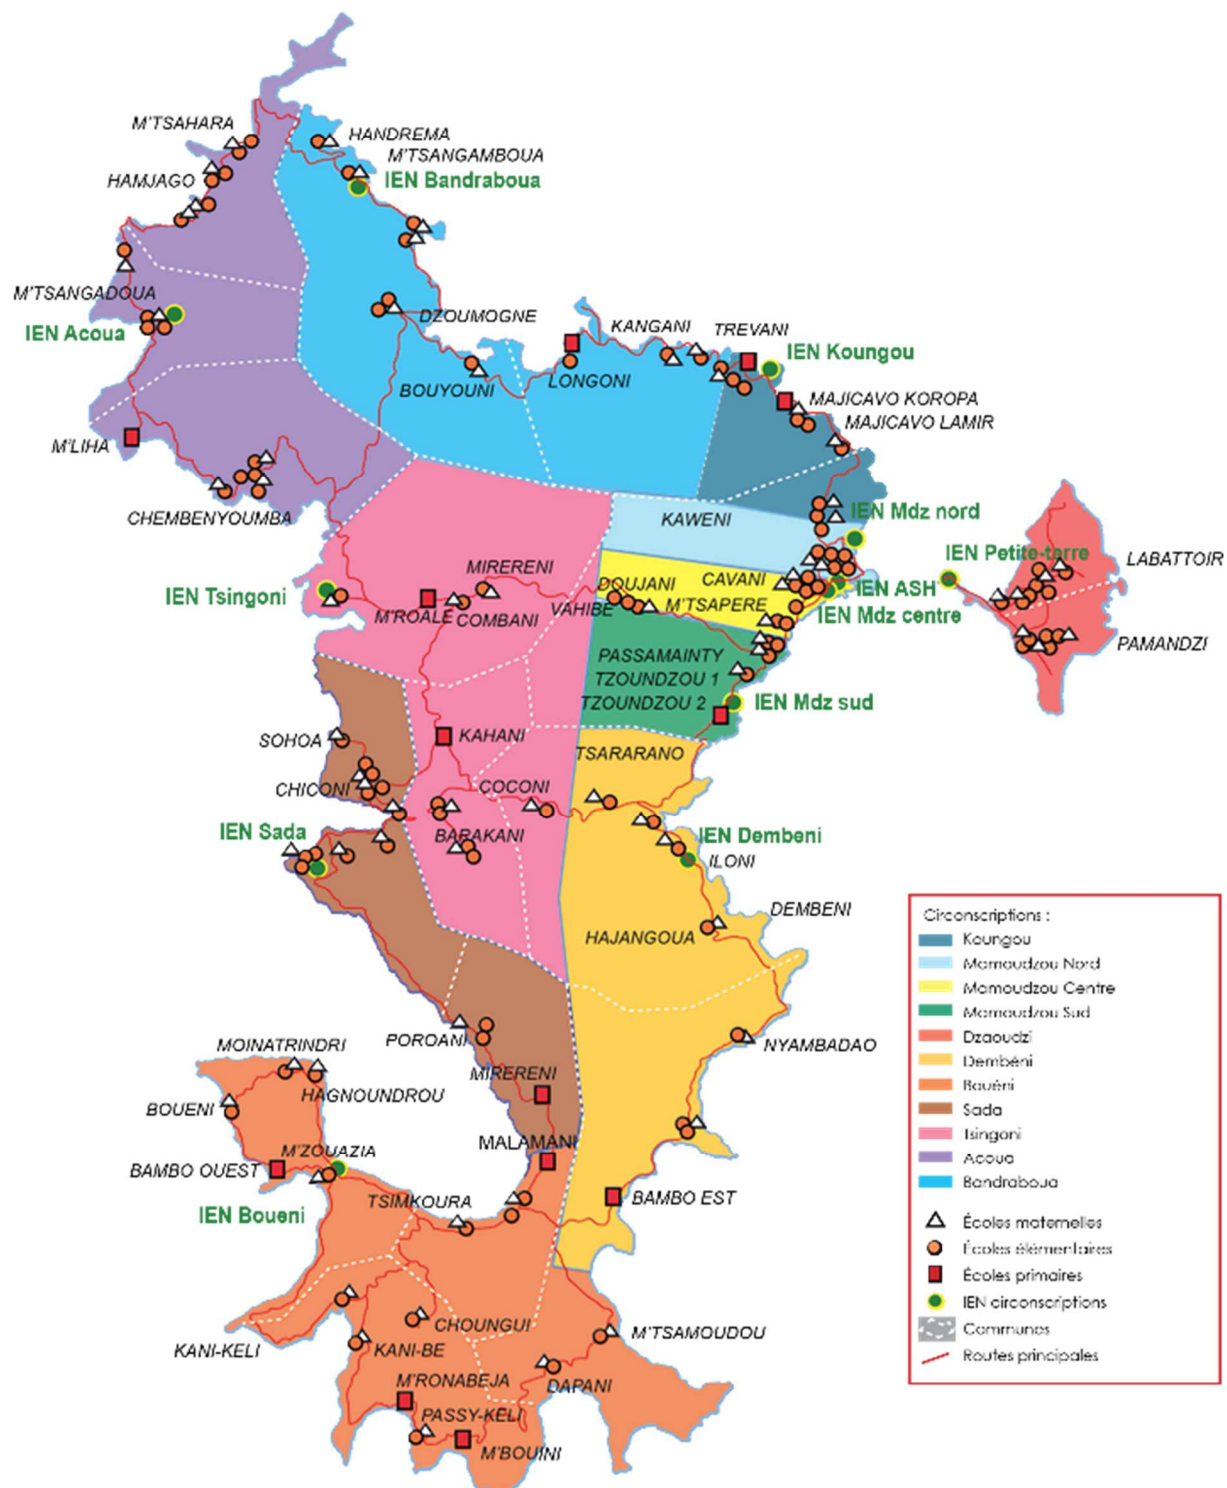 M'TSAHARA
HANDREMA
M'TSANGAMBOUA
HAMJAGO
IEN Bandraboua
M'TSANGADOUA
IEN Acoua
DZOUMOGNE
KANGANI
TREVANI
IEN Koungou
BOUYOUNI
LONGONI
MAJICAVO KOROPA
MAJICAVO LAMIR
M'LIHA
CHEMBENYOUMBA
KAWENI
IEN Mdz nord
IEN Petite-terre
LABATTOIR
MIRERENI
DOUJANI
CAVANI
IEN ASH
IEN Tsingoni
M'ROALE
COMBANI
VAHIBE
M'TSAPERE
IEN Mdz centre
PAMANDZI
PASSAMAINTY
TZOUNDZOU 1
TZOUNDZOU 2
IEN Mdz sud
SOHOA
KAHANI
TSARARANO
CHICONI
COCONI
IEN Sada
BARAKANI
IEN Dembeni
ILONI
DEMBENI
HAJANGOUA
POROANI
NYAMBADAO
MOINATRINDRI
MIRERENI
HAGNOUNDROU
BOUENI
M'ZOUAZIA
MALAMANI
BAMBO OUEST
TSIMKOURA
BAMBO EST
IEN Boueni
CHOUNGUI
M'TSAMOUDOU
KANI-KELI
KANI-BE
M'RONABEJA
DAPANI
PASSY-KELI
M'BOUINI
Circonscriptions :
Koungou
Mamoudzou Nord
Mamoudzou Centre
Mamoudzou Sud
Dzaoudzi
Dembéni
Bouéni
Sada
Tsingoni
Acoua
Bandraboua
Écoles maternelles
Écoles élémentaires
Écoles primaires
IEN circonscriptions
Communes
Routes principales